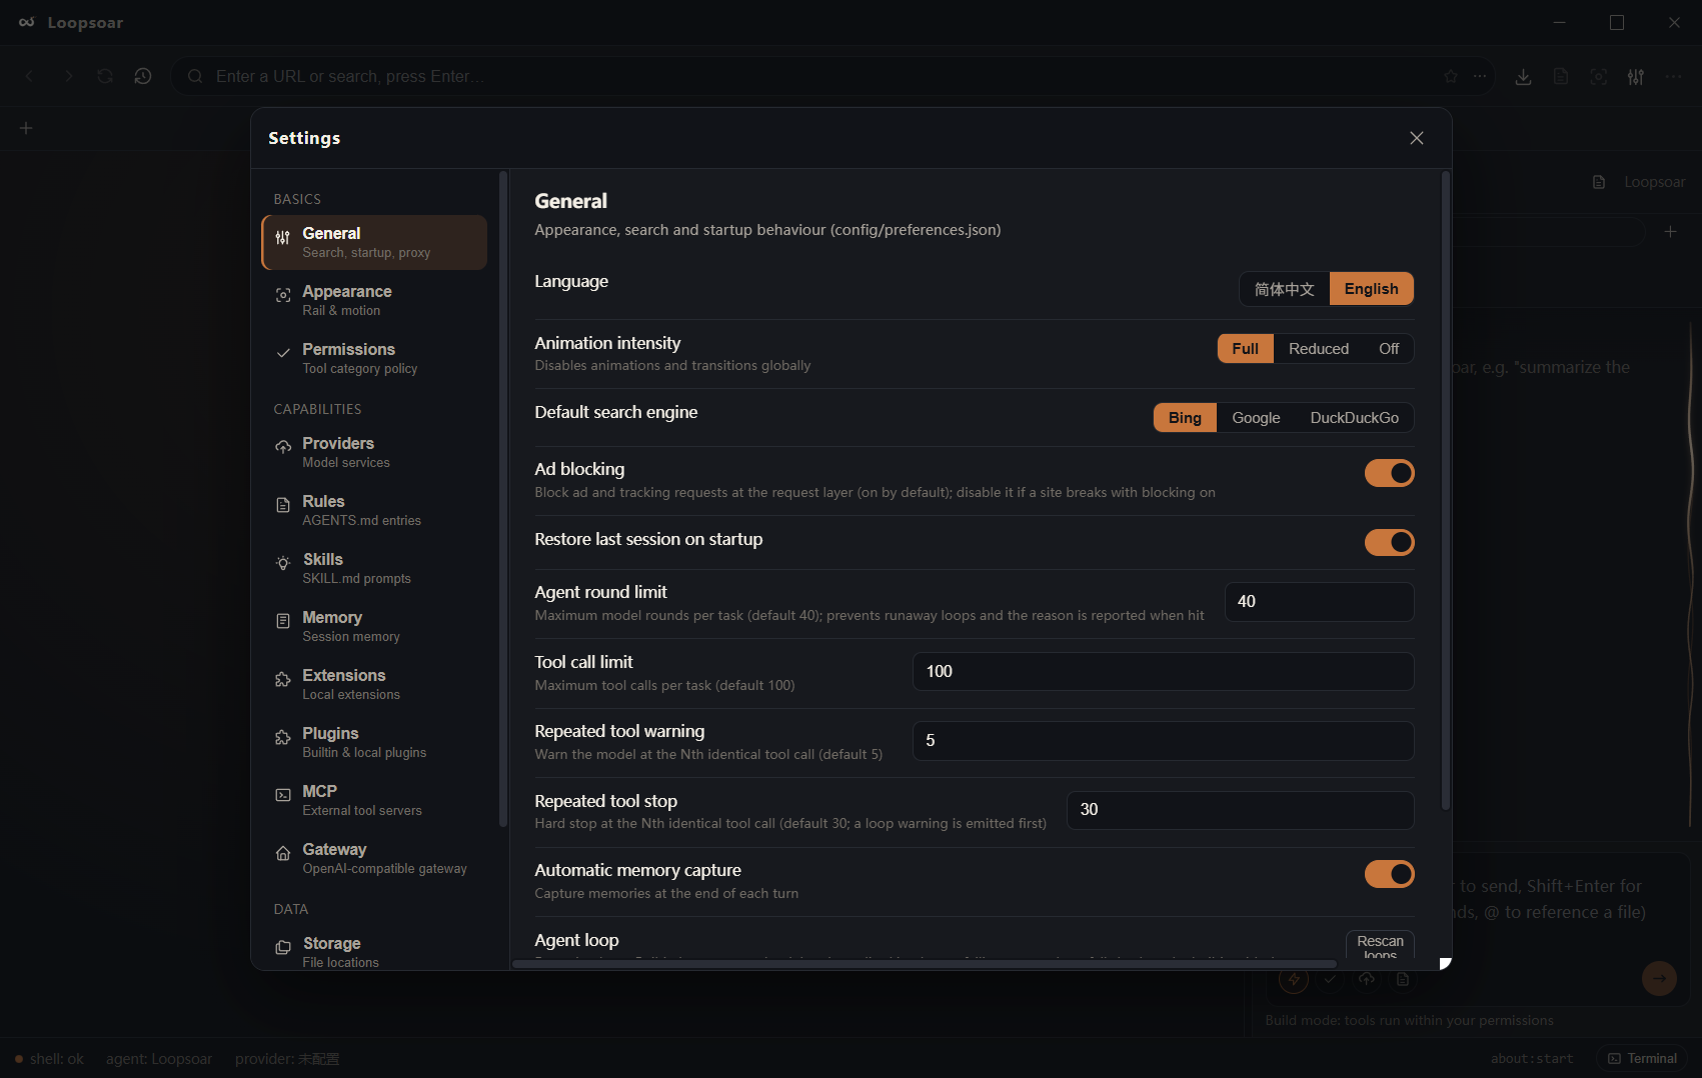 Loopsoar
Enter a URL or search, press Enter…
Settings
Loopsoar
BASICS
General
Search, startup, proxy
Appearance
Rail & motion
Permissions
Tool category policy
CAPABILITIES
Providers
Model services
Rules
AGENTS.md entries
Skills
SKILL.md prompts
Memory
Session memory
Extensions
Local extensions
Plugins
Builtin & local plugins
MCP
External tool servers
Gateway
OpenAI-compatible gateway
DATA
Storage
File locations
General
Appearance, search and startup behaviour (config/preferences.json)
Language
简体中文 English
Animation intensity
Disables animations and transitions globally
Full Reduced Off
Default search engine
Bing Google DuckDuckGo
Ad blocking
Block ad and tracking requests at the request layer (on by default); disable it if a site breaks with blocking on
Restore last session on startup
Agent round limit
Maximum model rounds per task (default 40); prevents runaway loops and the reason is reported when hit
40
Tool call limit
Maximum tool calls per task (default 100)
100
Repeated tool warning
Warn the model at the Nth identical tool call (default 5)
5
Repeated tool stop
Hard stop at the Nth identical tool call (default 30; a loop warning is emitted first)
30
Automatic memory capture
Capture memories at the end of each turn
Agent loop
Rescan
loops
oar, e.g. "summarize the
to send, Shift+Enter for
nds, @ to reference a file)
Build mode: tools run within your permissions
shell: ok agent: Loopsoar provider: 未配置
about:start Terminal